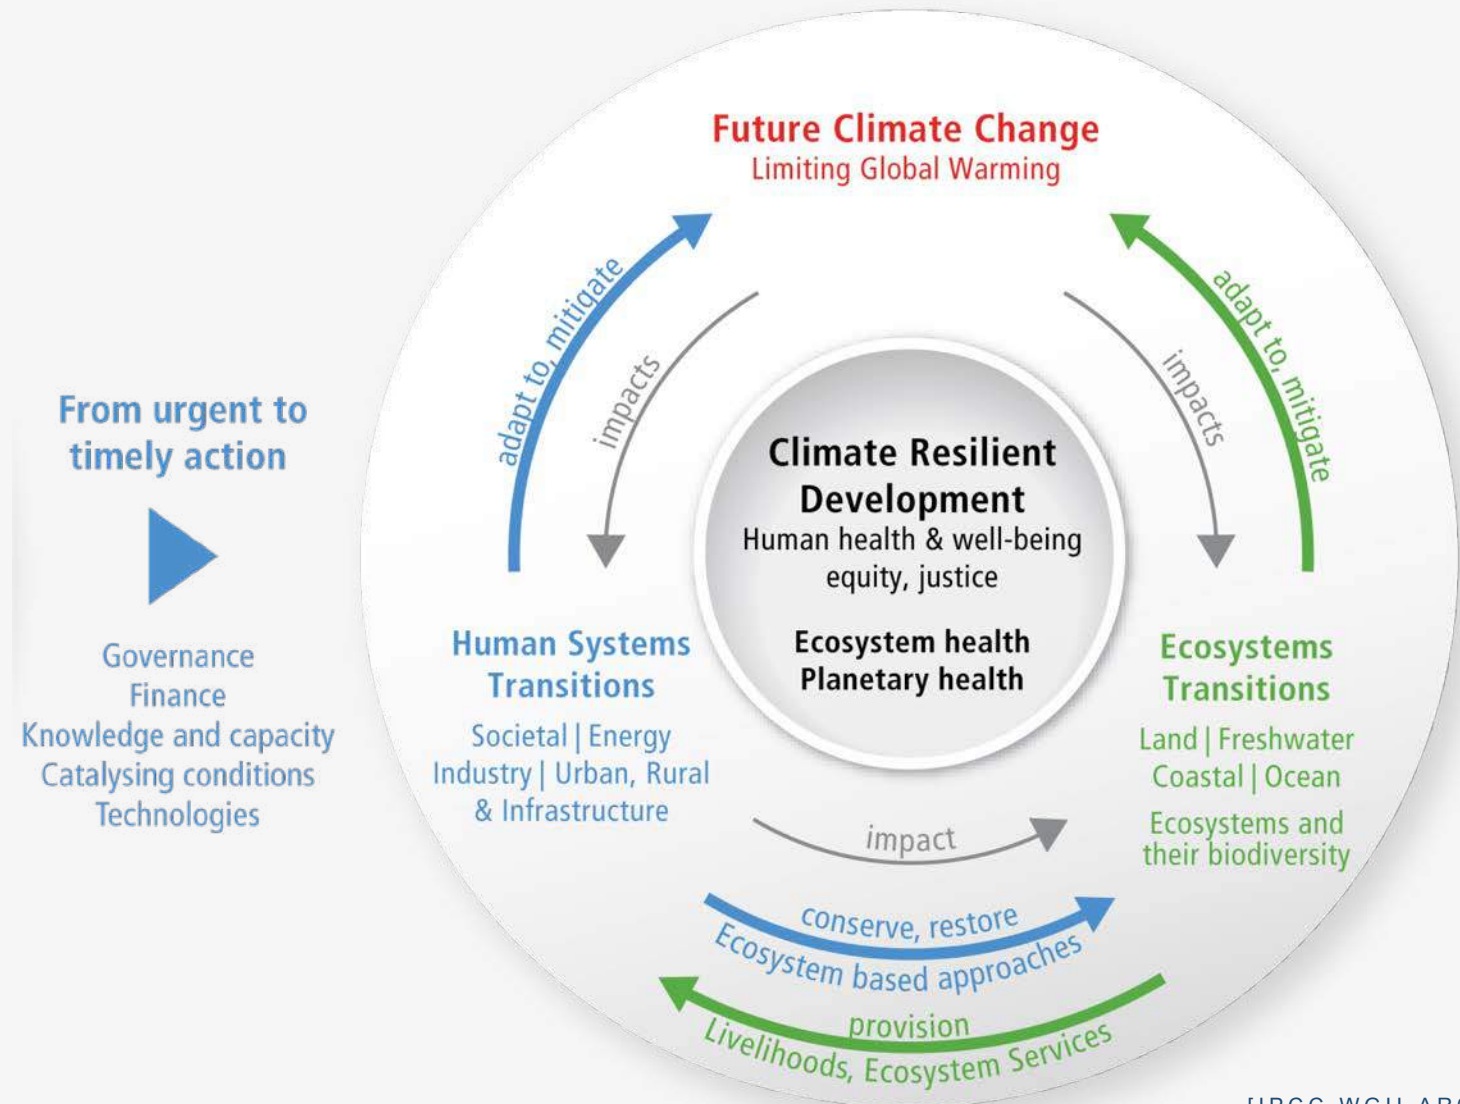 Future Climate Change
Limiting Global Warming
adapt to, mitigate
impacts
impacts
adapt to, mitigate
From urgent to
timely action
Governance
Finance
Knowledge and capacity
Catalysing conditions
Technologies
Climate Resilient
Development
Human health & well-being
equity, justice
Ecosystem health
Planetary health
Human Systems
Transitions
Societal | Energy
Industry | Urban, Rural
& Infrastructure
Ecosystems
Transitions
Land | Freshwater
Coastal | Ocean
Ecosystems and
their biodiversity
impact
conserve, restore
Ecosystem based approaches
provision
Livelihoods, Ecosystem Services